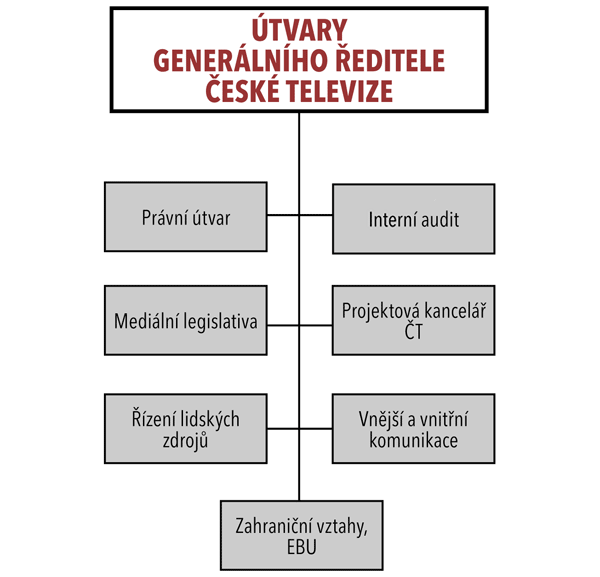 ÚTVARY
GENERÁLNÍHO ŘEDITELE
ČESKÉ TELEVIZE
Právní útvar
Interní audit
Mediální legislativa
Projektová kancelář
ČT
Řízení lidských
zdrojů
Vnější a vnitřní
komunikace
Zahraniční vztahy,
EBU